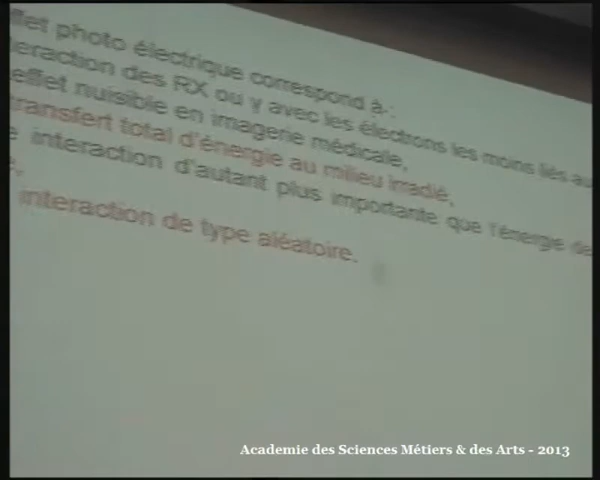 ffet photo électrique correspond à :
teraction des RX ou γ avec les électrons les moins liés au
effet nuisible en imagerie médicale,
transfert total d'énergie au milieu irradié,
e interaction d'autant plus importante que l'énergie de
e,
interaction de type aléatoire.
Academie des Sciences Métiers & des Arts - 2013